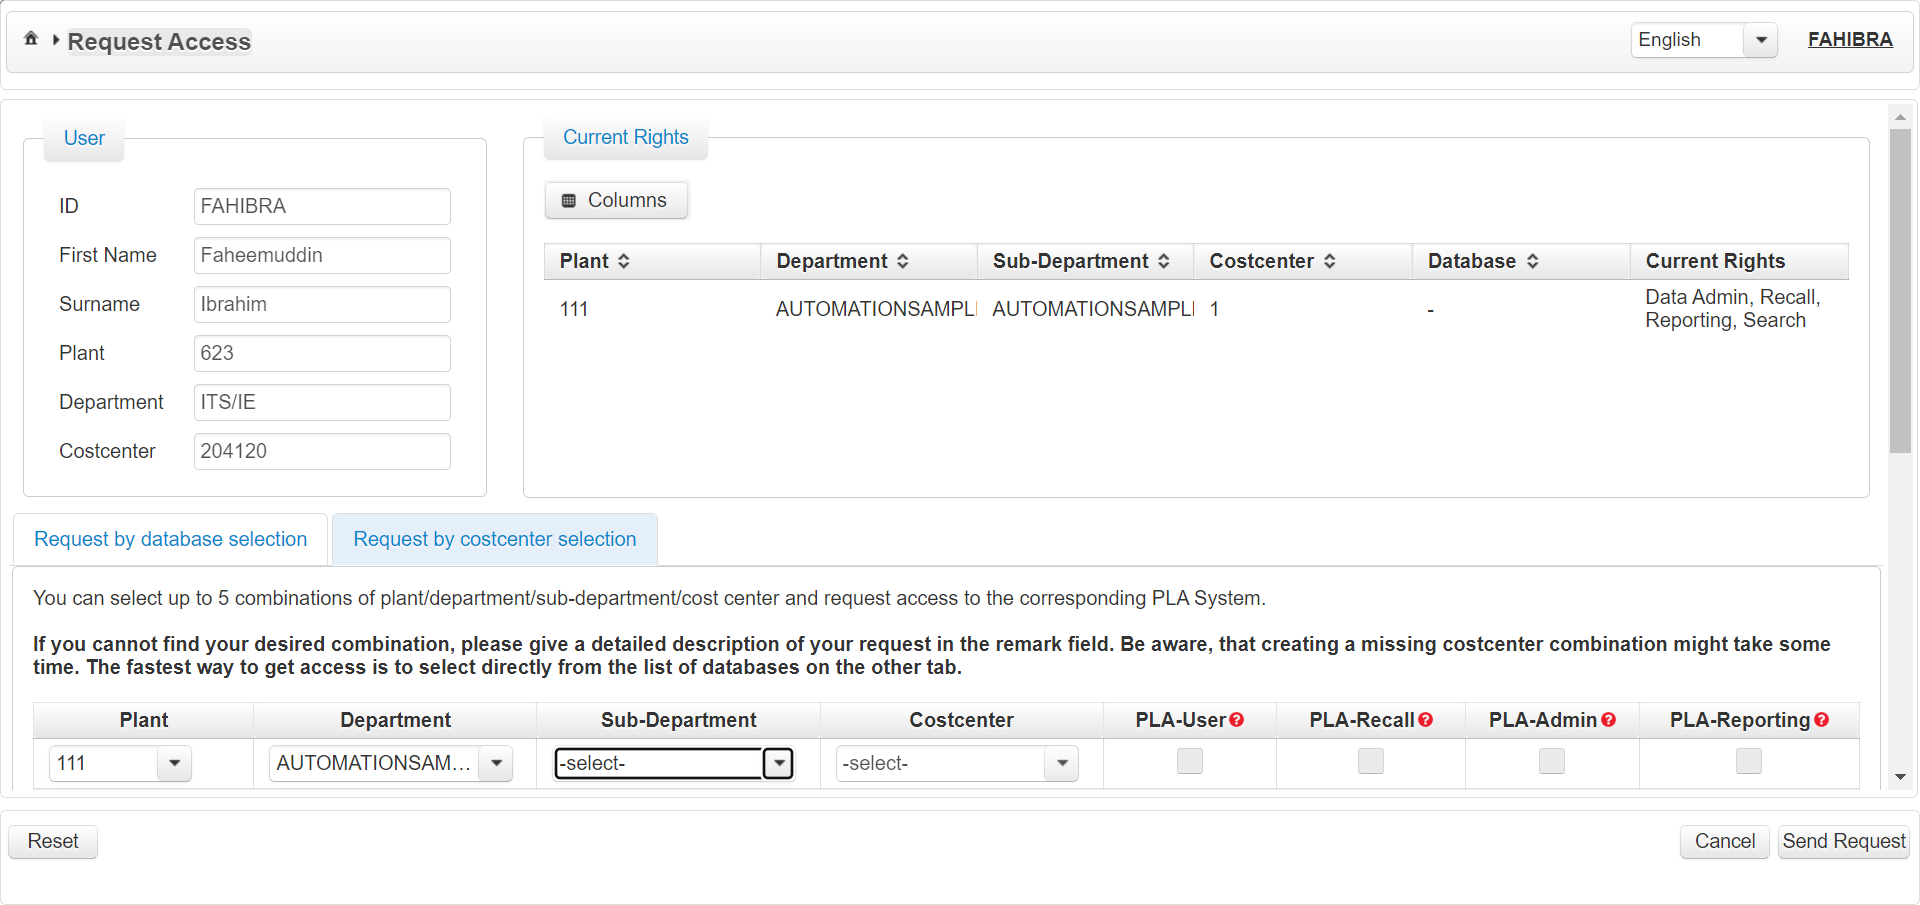 Request Access
English
FAHIBRA
User
ID
FAHIBRA
First Name
Faheemuddin
Surname
Ibrahim
Plant
623
Department
ITS/IE
Costcenter
204120
Current Rights
Columns
Plant Department Sub-Department Costcenter Database Current Rights
111 AUTOMATIONSAMPL AUTOMATIONSAMPL 1 - Data Admin, Recall,
Reporting, Search
Request by database selection Request by costcenter selection
You can select up to 5 combinations of plant/department/sub-department/cost center and request access to the corresponding PLA System.
If you cannot find your desired combination, please give a detailed description of your request in the remark field. Be aware, that creating a missing costcenter combination might take some
time. The fastest way to get access is to select directly from the list of databases on the other tab.
Plant Department Sub-Department Costcenter PLA-User? PLA-Recall? PLA-Admin? PLA-Reporting?
111 AUTOMATIONSAM... -select- -select-
Reset Cancel Send Request